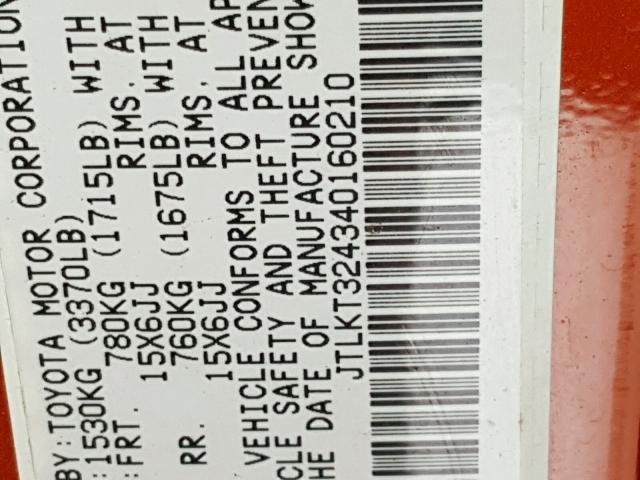 BY:TOYOTA MOTOR CORPORATION
:1530KG (3370LB)
:FRT. 780KG (1715LB) WITH
15X6JJ RIMS, AT
RR. 760KG (1675LB) WITH
15X6JJ RIMS, AT
VEHICLE CONFORMS TO ALL AP
CLE SAFETY AND THEFT PREVEN
HE DATE OF MANUFACTURE SHOW
JTLKT324340160210